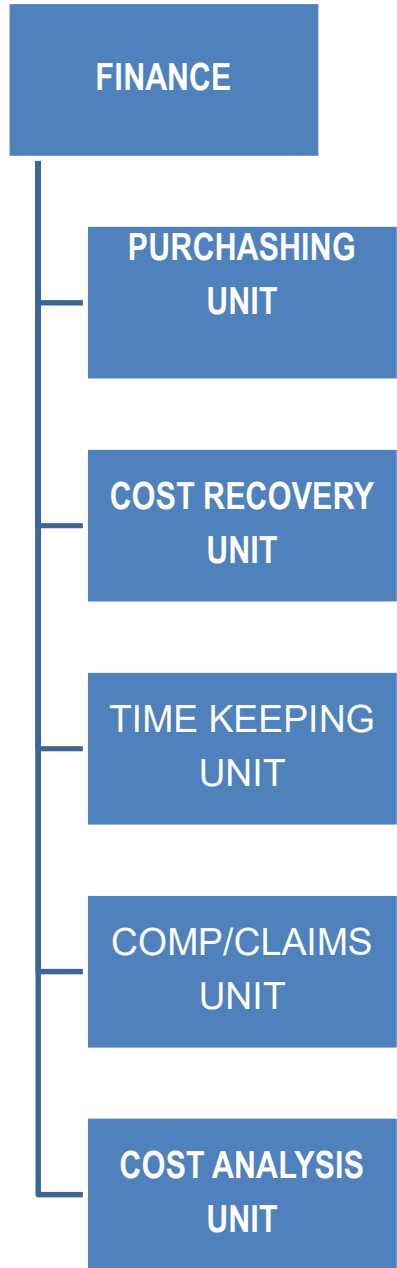 FINANCE
PURCHASHING
UNIT
COST RECOVERY
UNIT
TIME KEEPING
UNIT
COMP/CLAIMS
UNIT
COST ANALYSIS
UNIT